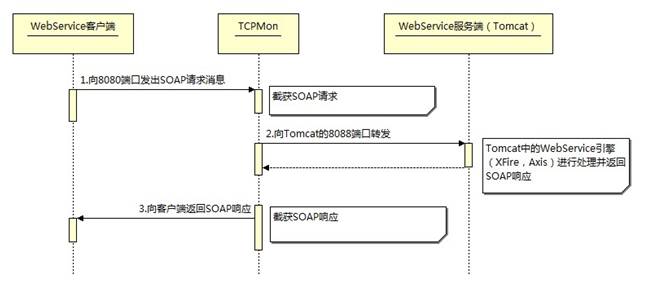 WebService客户端
TCPMon
WebService服务端（Tomcat）
1.向8080端口发出SOAP请求消息
截获SOAP请求
2.向Tomcat的8088端口转发
Tomcat中的WebService引擎
（XFire，Axis）进行处理并返回
SOAP响应
3.向客户端返回SOAP响应
截获SOAP响应